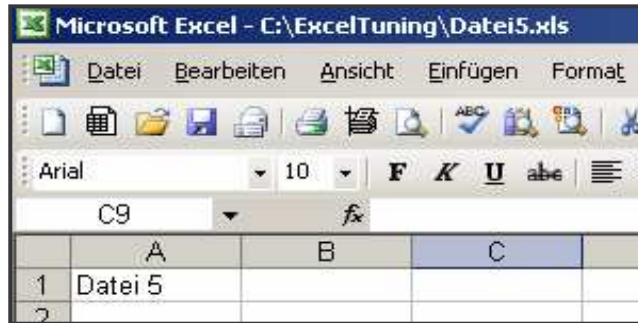 Microsoft Excel - C:\ExcelTuning\Datei5.xls
Datei Bearbeiten Ansicht Einfügen Format
ABC
Arial 10 F K U abc
C9 fx
A B C
1 Datei 5
2